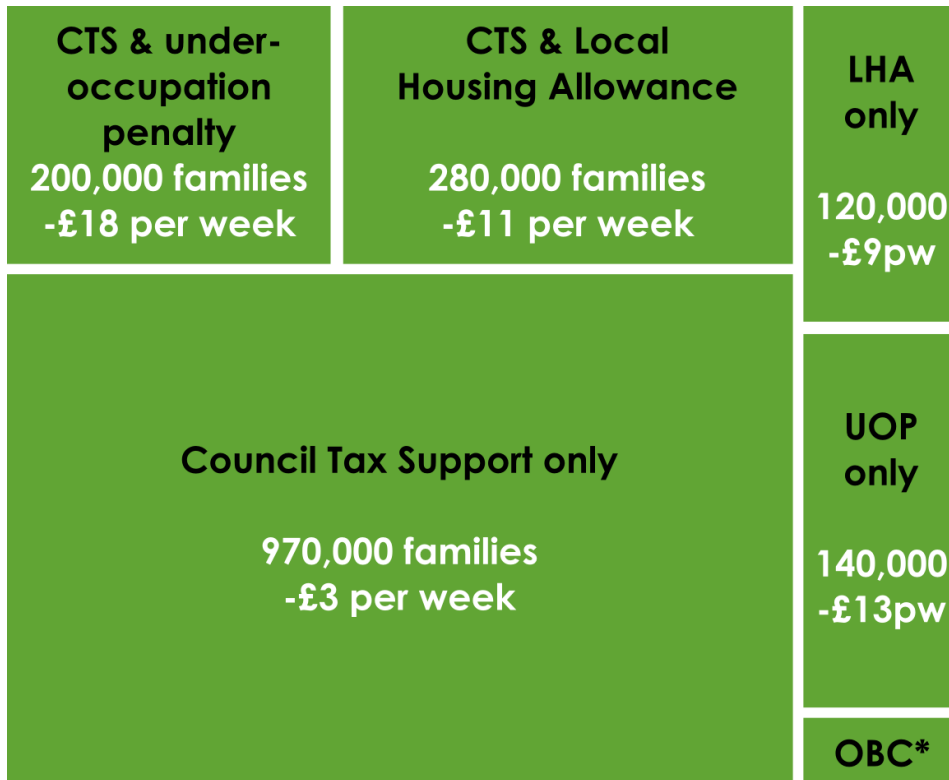 CTS & under-
occupation
penalty
200,000 families
-£18 per week
CTS & Local
Housing Allowance
280,000 families
-£11 per week
LHA
only
120,000
-£9pw
Council Tax Support only
970,000 families
-£3 per week
UOP
only
140,000
-£13pw
OBC*